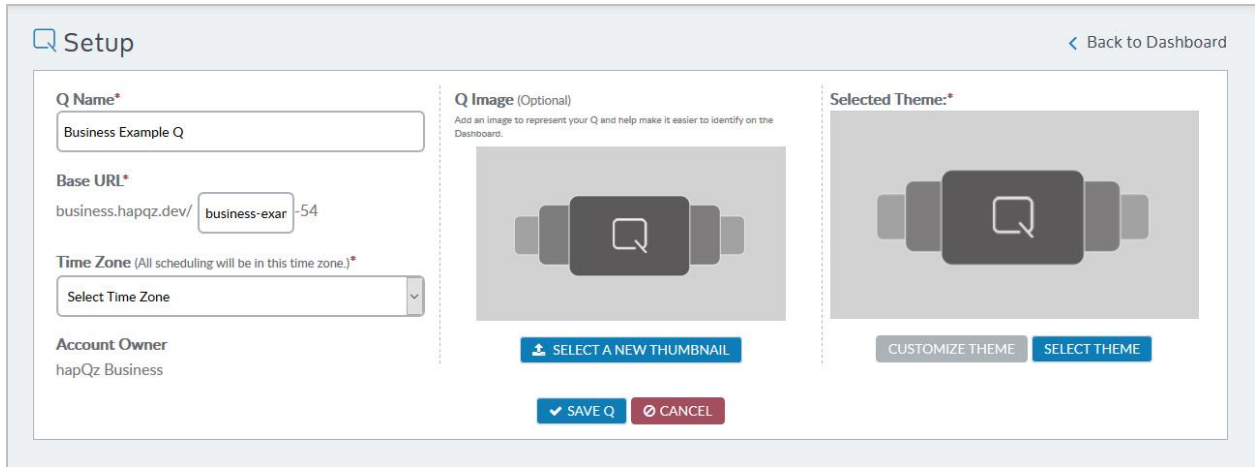 Setup
Back to Dashboard
Q Name*
Business Example Q
Base URL*
business.hapqz.dev/ business-exar -54
Time Zone (All scheduling will be in this time zone.)*
Select Time Zone
Account Owner
hapQz Business
Q Image (Optional)
Add an image to represent your Q and help make it easier to identify on the
Dashboard.
SELECT A NEW THUMBNAIL
Selected Theme:*
CUSTOMIZE THEME SELECT THEME
SAVE Q CANCEL